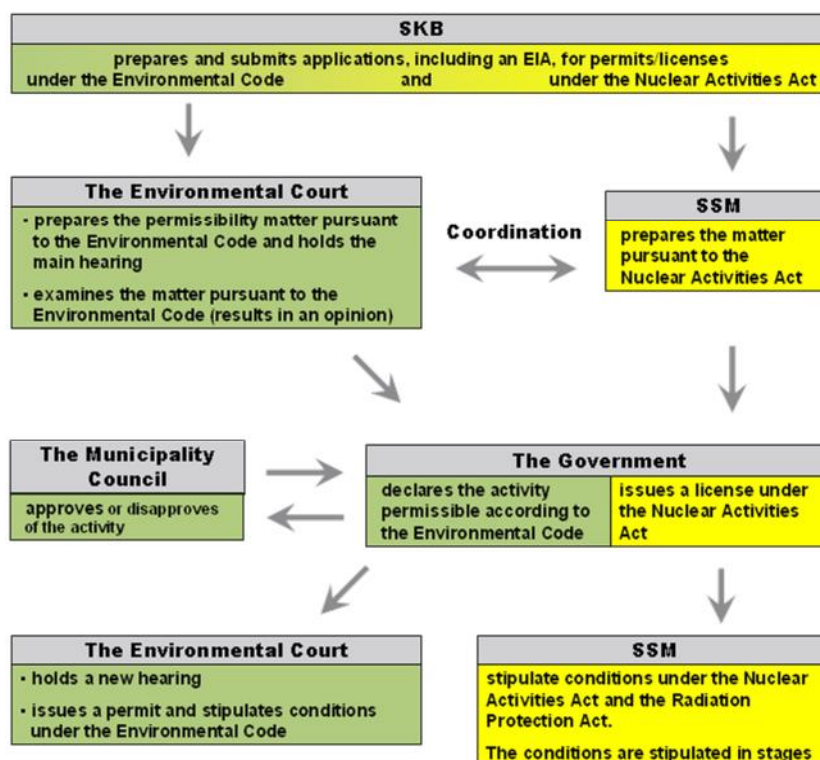 SKB
prepares and submits applications, including an EIA, for permits/licenses
under the Environmental Code and under the Nuclear Activities Act
The Environmental Court
▪ prepares the permissibility matter pursuant
to the Environmental Code and holds the
main hearing
▪ examines the matter pursuant to the
Environmental Code (results in an opinion)
Coordination
SSM
prepares the matter
pursuant to the
Nuclear Activities Act
The Municipality
Council
approves or disapproves
of the activity
The Government
declares the activity
permissible according to
the Environmental Code
issues a license under
the Nuclear Activities
Act
The Environmental Court
▪ holds a new hearing
▪ issues a permit and stipulates conditions
under the Environmental Code
SSM
stipulate conditions under the Nuclear
Activities Act and the Radiation
Protection Act.
The conditions are stipulated in stages